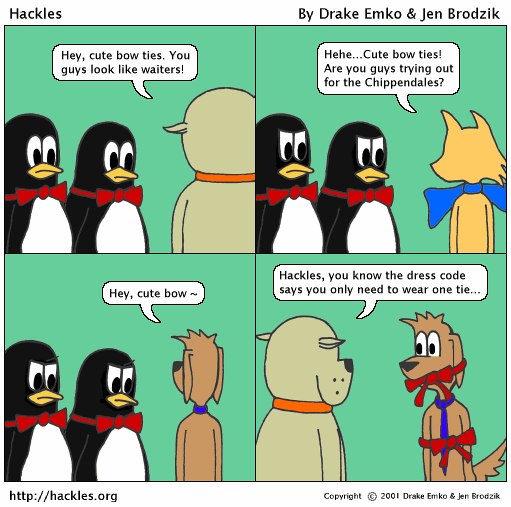 Hackles
By Drake Emko & Jen Brodzik
Hey, cute bow ties. You
guys look like waiters!
Hehe...Cute bow ties!
Are you guys trying out
for the Chippendales?
Hey, cute bow ~
Hackles, you know the dress code
says you only need to wear one tie...
http://hackles.org
Copyright © 2001 Drake Emko & Jen Brodzik